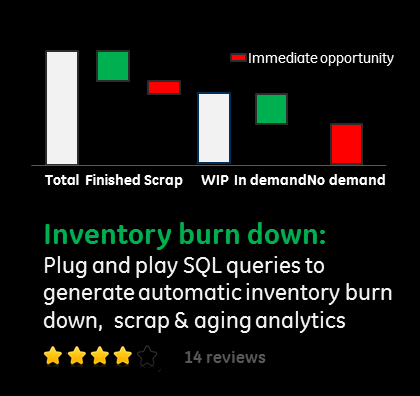 Immediate opportunity
Total Finished Scrap WIP In demand No demand
Inventory burn down:
Plug and play SQL queries to
generate automatic inventory burn
down, scrap & aging analytics
14 reviews